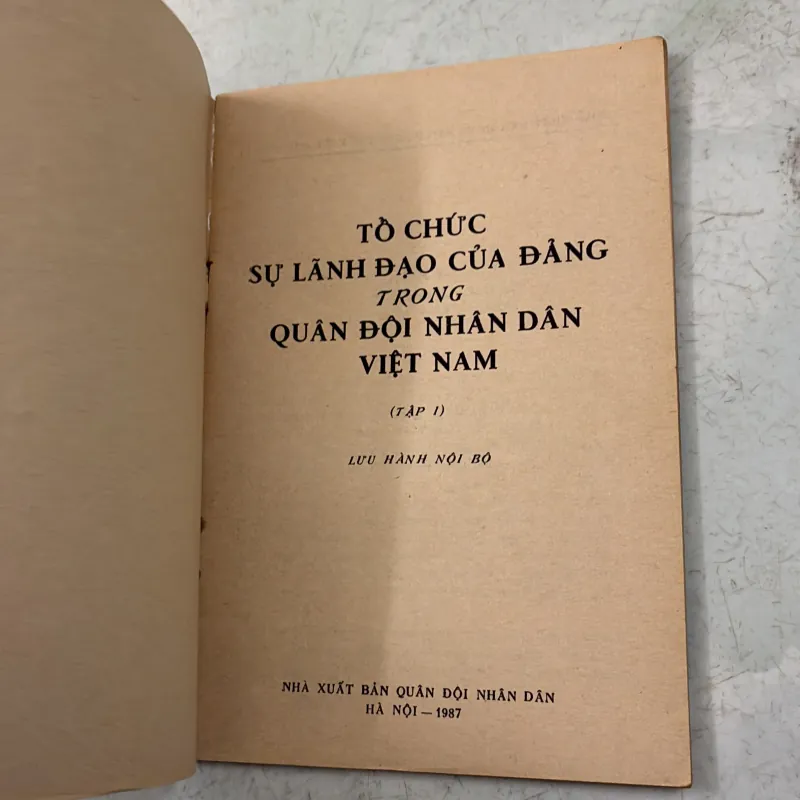 TỔ CHỨC
SỰ LÃNH ĐẠO CỦA ĐẢNG
TRONG
QUÂN ĐỘI NHÂN DÂN
VIỆT NAM
(TẬP I)
LƯU HÀNH NỘI BỘ
NHÀ XUẤT BẢN QUÂN ĐỘI NHÂN DÂN
HÀ NỘI — 1987